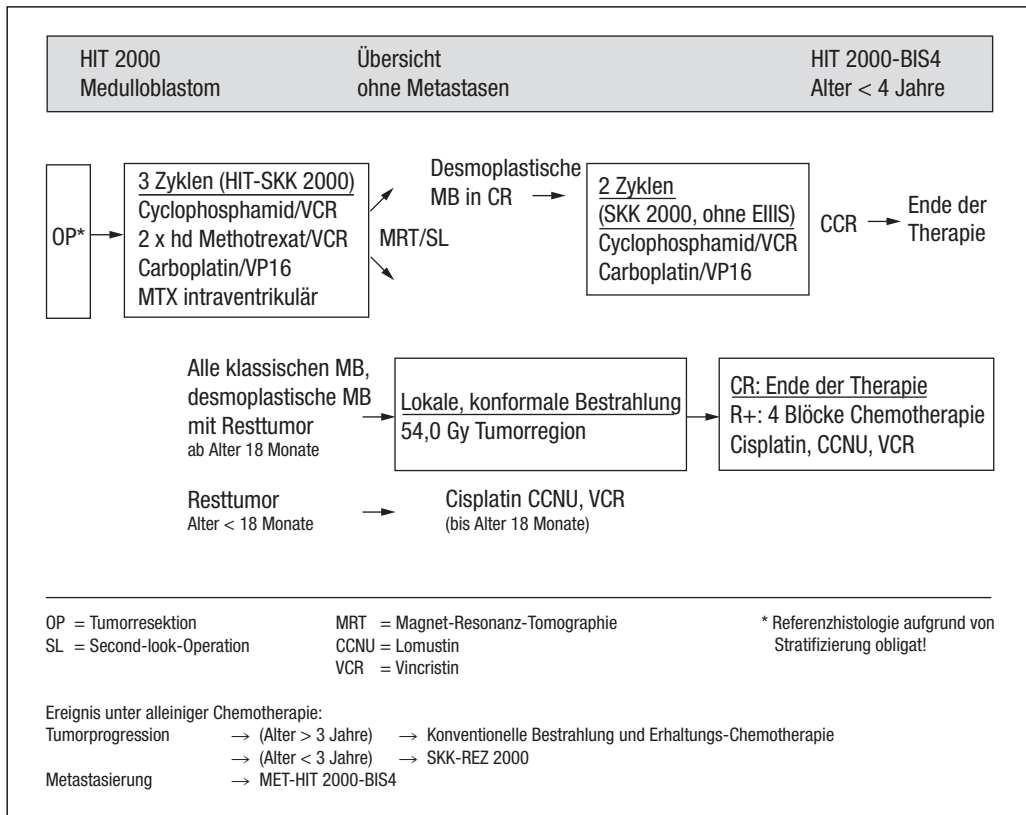 HIT 2000 Übersicht HIT 2000-BIS4
Medulloblastom ohne Metastasen Alter < 4 Jahre
OP*
3 Zyklen (HIT-SKK 2000)
Cyclophosphamid/VCR
2 x hd Methotrexat/VCR
Carboplatin/VP16
MTX intraventrikulär
MRT/SL
Desmoplastische
MB in CR
2 Zyklen
(SKK 2000, ohne EIIIS)
Cyclophosphamid/VCR
Carboplatin/VP16
CCR
Ende der
Therapie
Alle klassischen MB,
desmoplastische MB
mit Resttumor
ab Alter 18 Monate
Lokale, konformale Bestrahlung
54,0 Gy Tumorregion
CR: Ende der Therapie
R+: 4 Blöcke Chemotherapie
Cisplatin, CCNU, VCR
Resttumor
Alter < 18 Monate
Cisplatin CCNU, VCR
(bis Alter 18 Monate)
OP = Tumorresektion
SL = Second-look-Operation
MRT = Magnet-Resonanz-Tomographie
CCNU = Lomustin
VCR = Vincristin
* Referenzhistologie aufgrund von
Stratifizierung obligat!
Ereignis unter alleiniger Chemotherapie:
Tumorprogression → (Alter > 3 Jahre) → Konventionelle Bestrahlung und Erhaltungs-Chemotherapie
→ (Alter < 3 Jahre) → SKK-REZ 2000
Metastasierung → MET-HIT 2000-BIS4